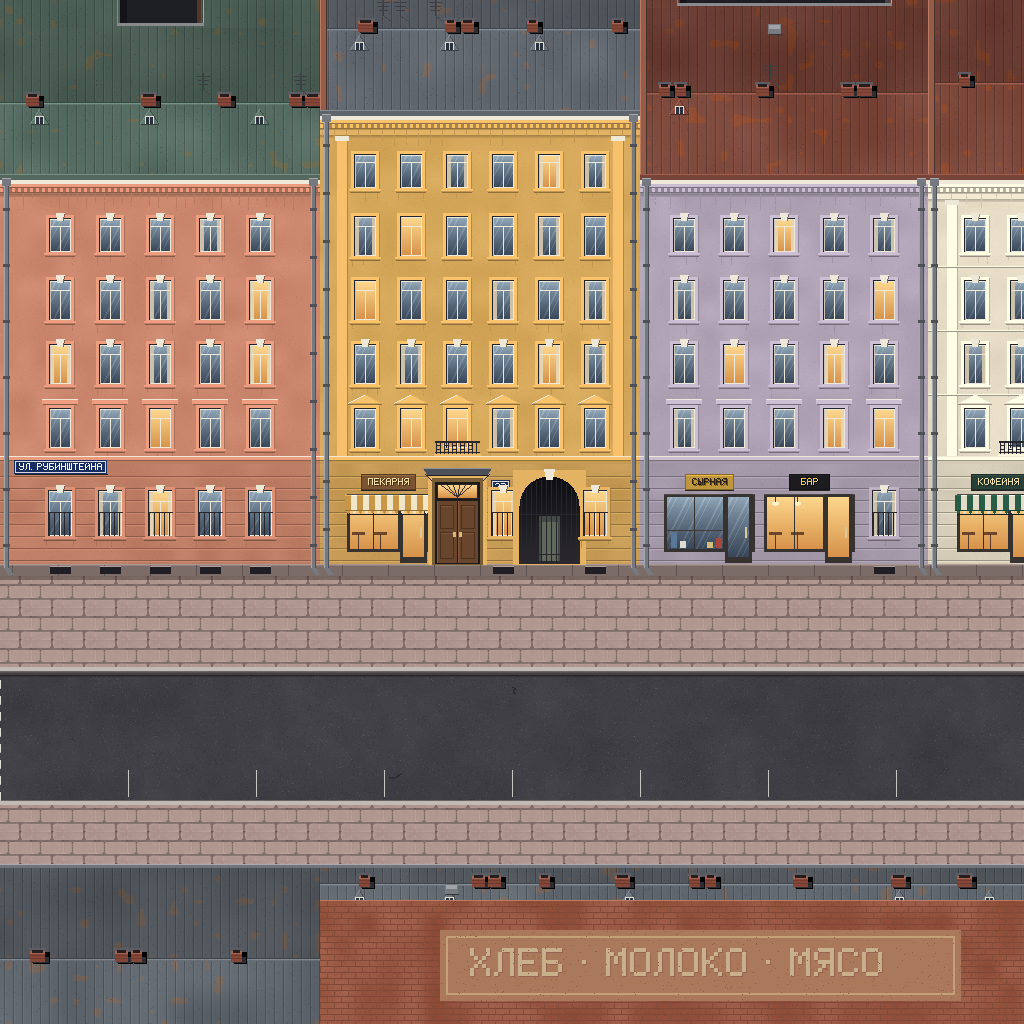 УЛ. РУБИНШТЕЙНА
ПЕКАРНЯ
СЫРНАЯ
БАР
КОФЕЙНЯ
ХЛЕБ · МОЛОКО · МЯСО